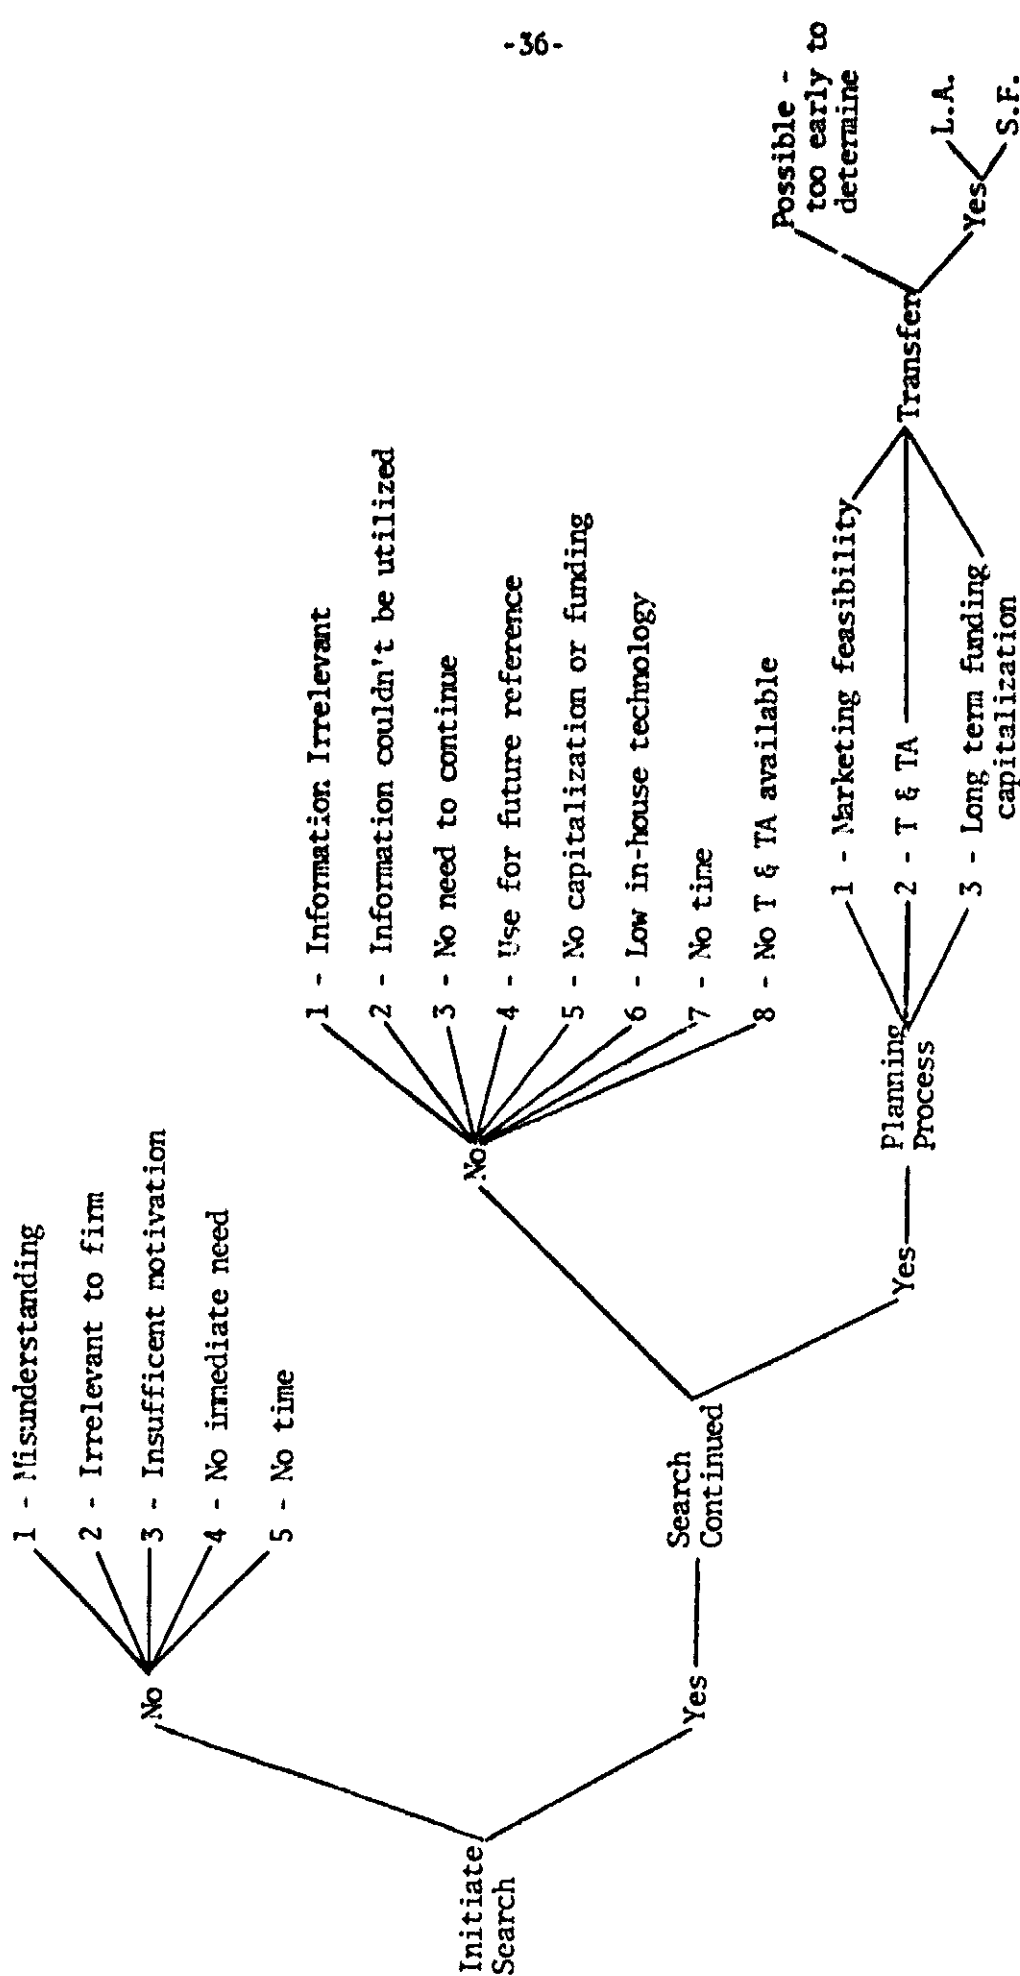 -36-
Initiate
Search
No
1 - Misunderstanding
2 - Irrelevant to firm
3 - Insufficent motivation
4 - No immediate need
5 - No time
Yes
Search
Continued
No
1 - Information Irrelevant
2 - Information couldn't be utilized
3 - No need to continue
4 - Use for future reference
5 - No capitalization or funding
6 - Low in-house technology
7 - No time
8 - No T & TA available
Yes
Planning
Process
1 - Marketing feasibility
2 - T & TA
3 - Long term funding
capitalization
Transfer
Possible -
too early to
determine
Yes
L.A.
S.F.